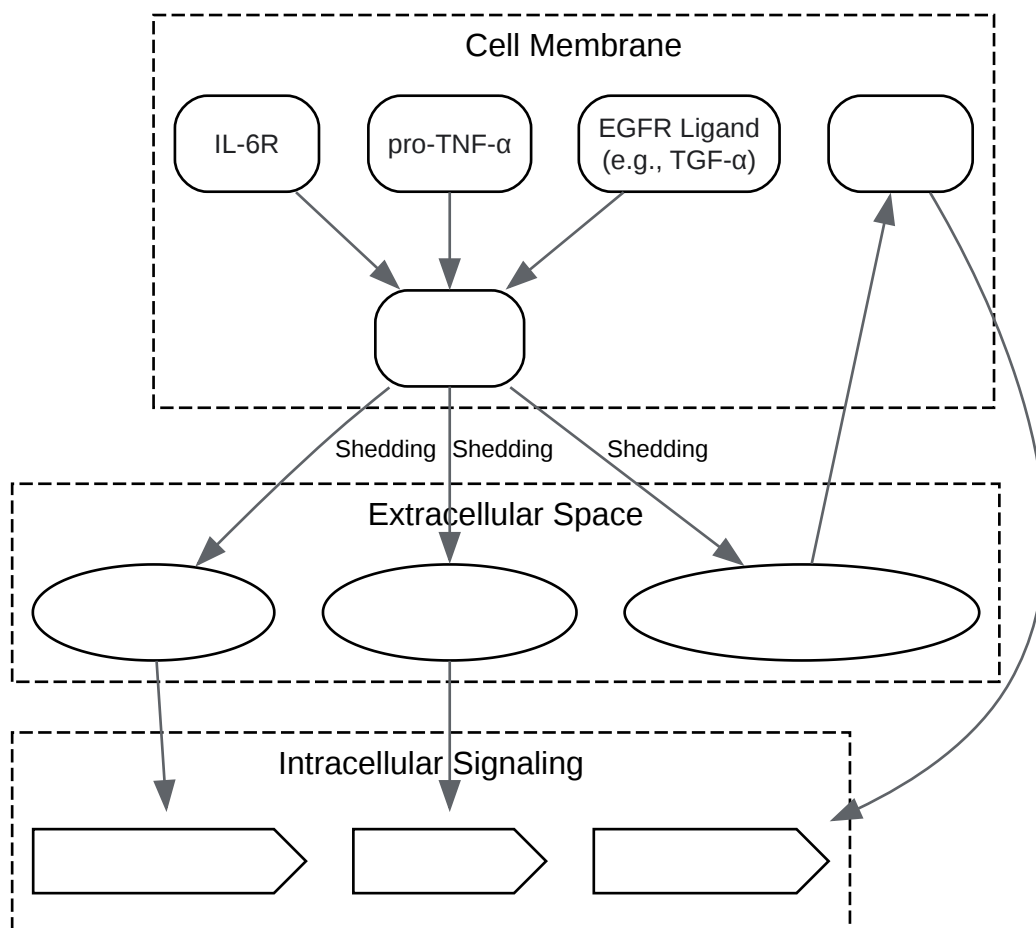 Cell Membrane
IL-6R
pro-TNF-α
EGFR Ligand
(e.g., TGF-α)
Shedding
Shedding
Shedding
Extracellular Space
Intracellular Signaling